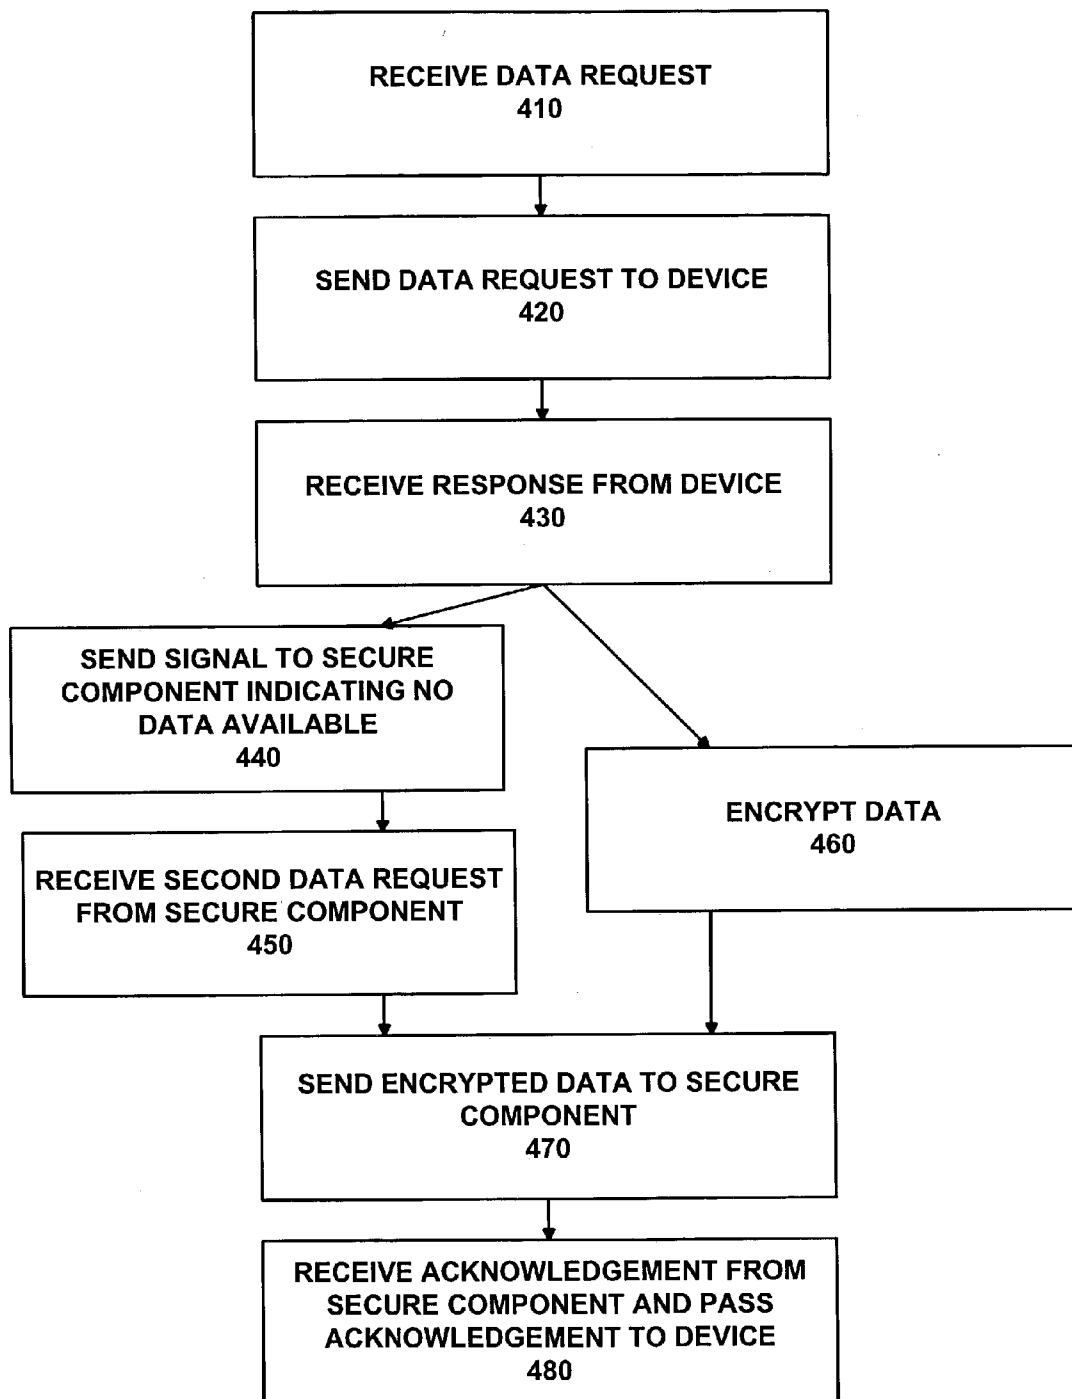 RECEIVE DATA REQUEST
410
SEND DATA REQUEST TO DEVICE
420
RECEIVE RESPONSE FROM DEVICE
430
SEND SIGNAL TO SECURE
COMPONENT INDICATING NO
DATA AVAILABLE
440
RECEIVE SECOND DATA REQUEST
FROM SECURE COMPONENT
450
ENCRYPT DATA
460
SEND ENCRYPTED DATA TO SECURE
COMPONENT
470
RECEIVE ACKNOWLEDGEMENT FROM
SECURE COMPONENT AND PASS
ACKNOWLEDGEMENT TO DEVICE
480